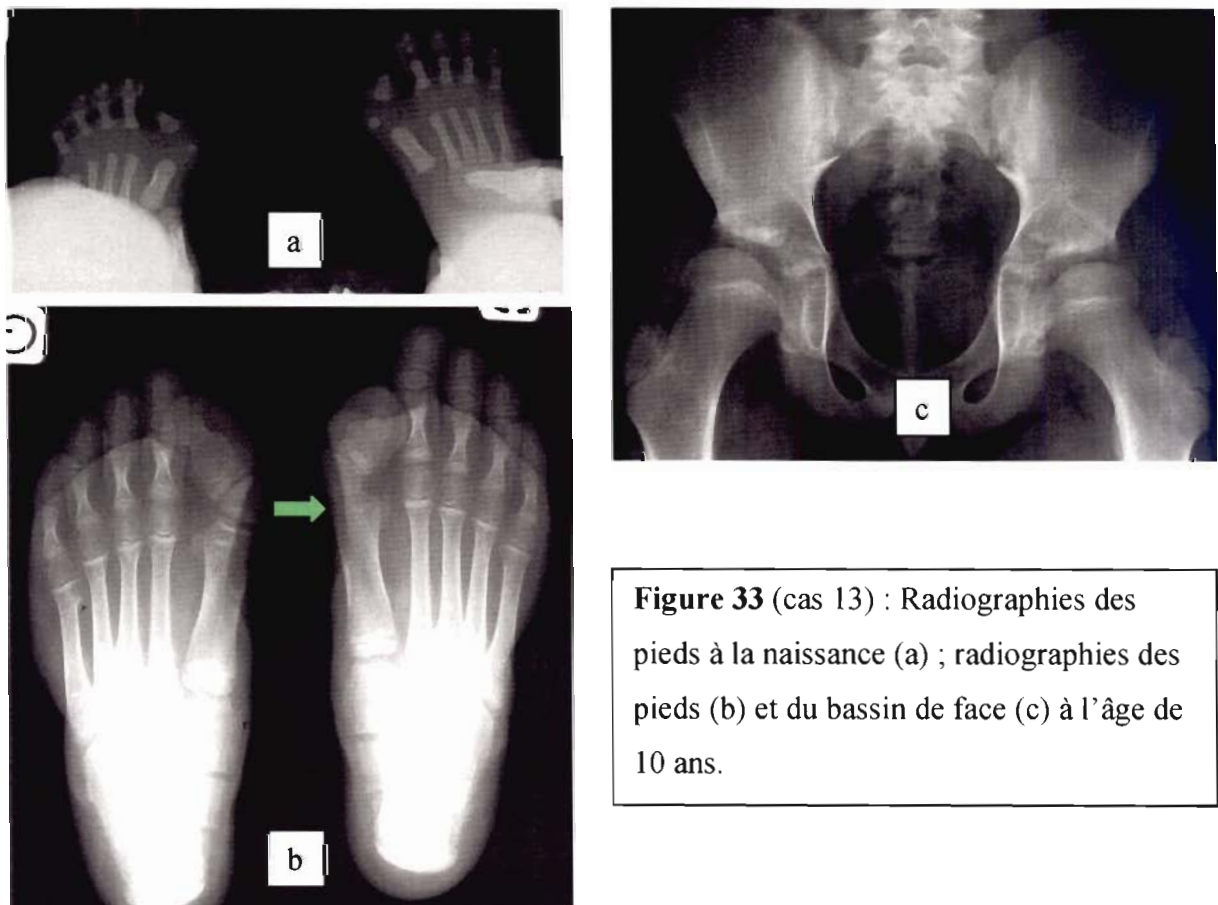 a
c
b
Figure 33 (cas 13) : Radiographies des
pieds à la naissance (a) ; radiographies des
pieds (b) et du bassin de face (c) à l'âge de
10 ans.